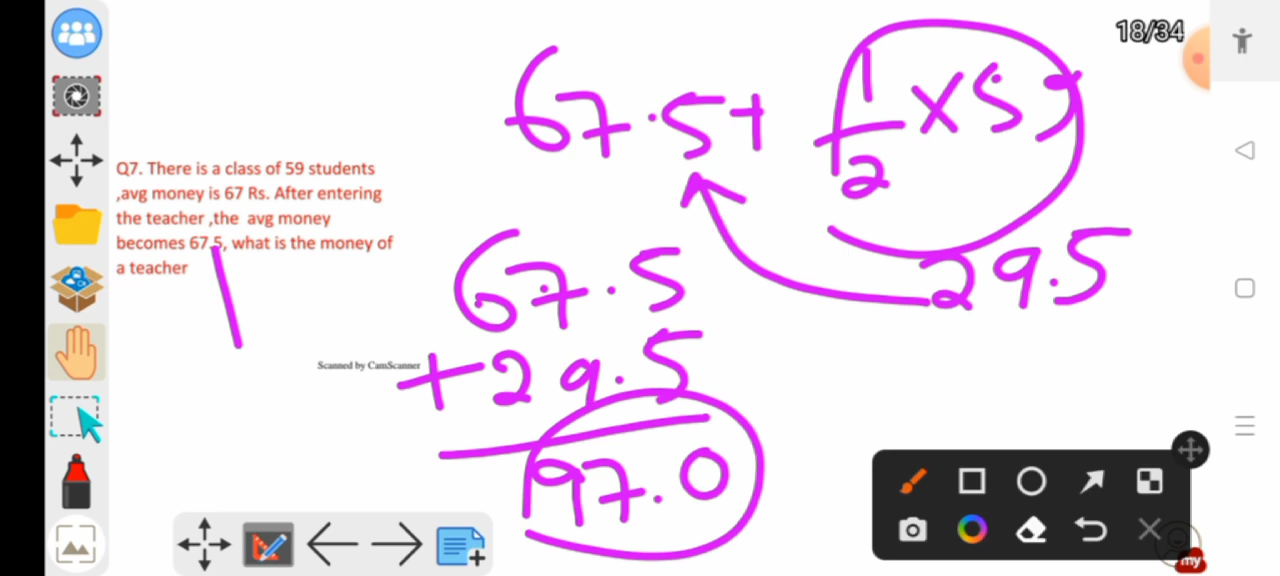 18/34
67.5+ 1/2 ×59
Q7. There is a class of 59 students
,avg money is 67 Rs. After entering
the teacher ,the avg money
becomes 67.5, what is the money of
a teacher
29.5
67.5
+29.5
97.0
Scanned by CamScanner
my